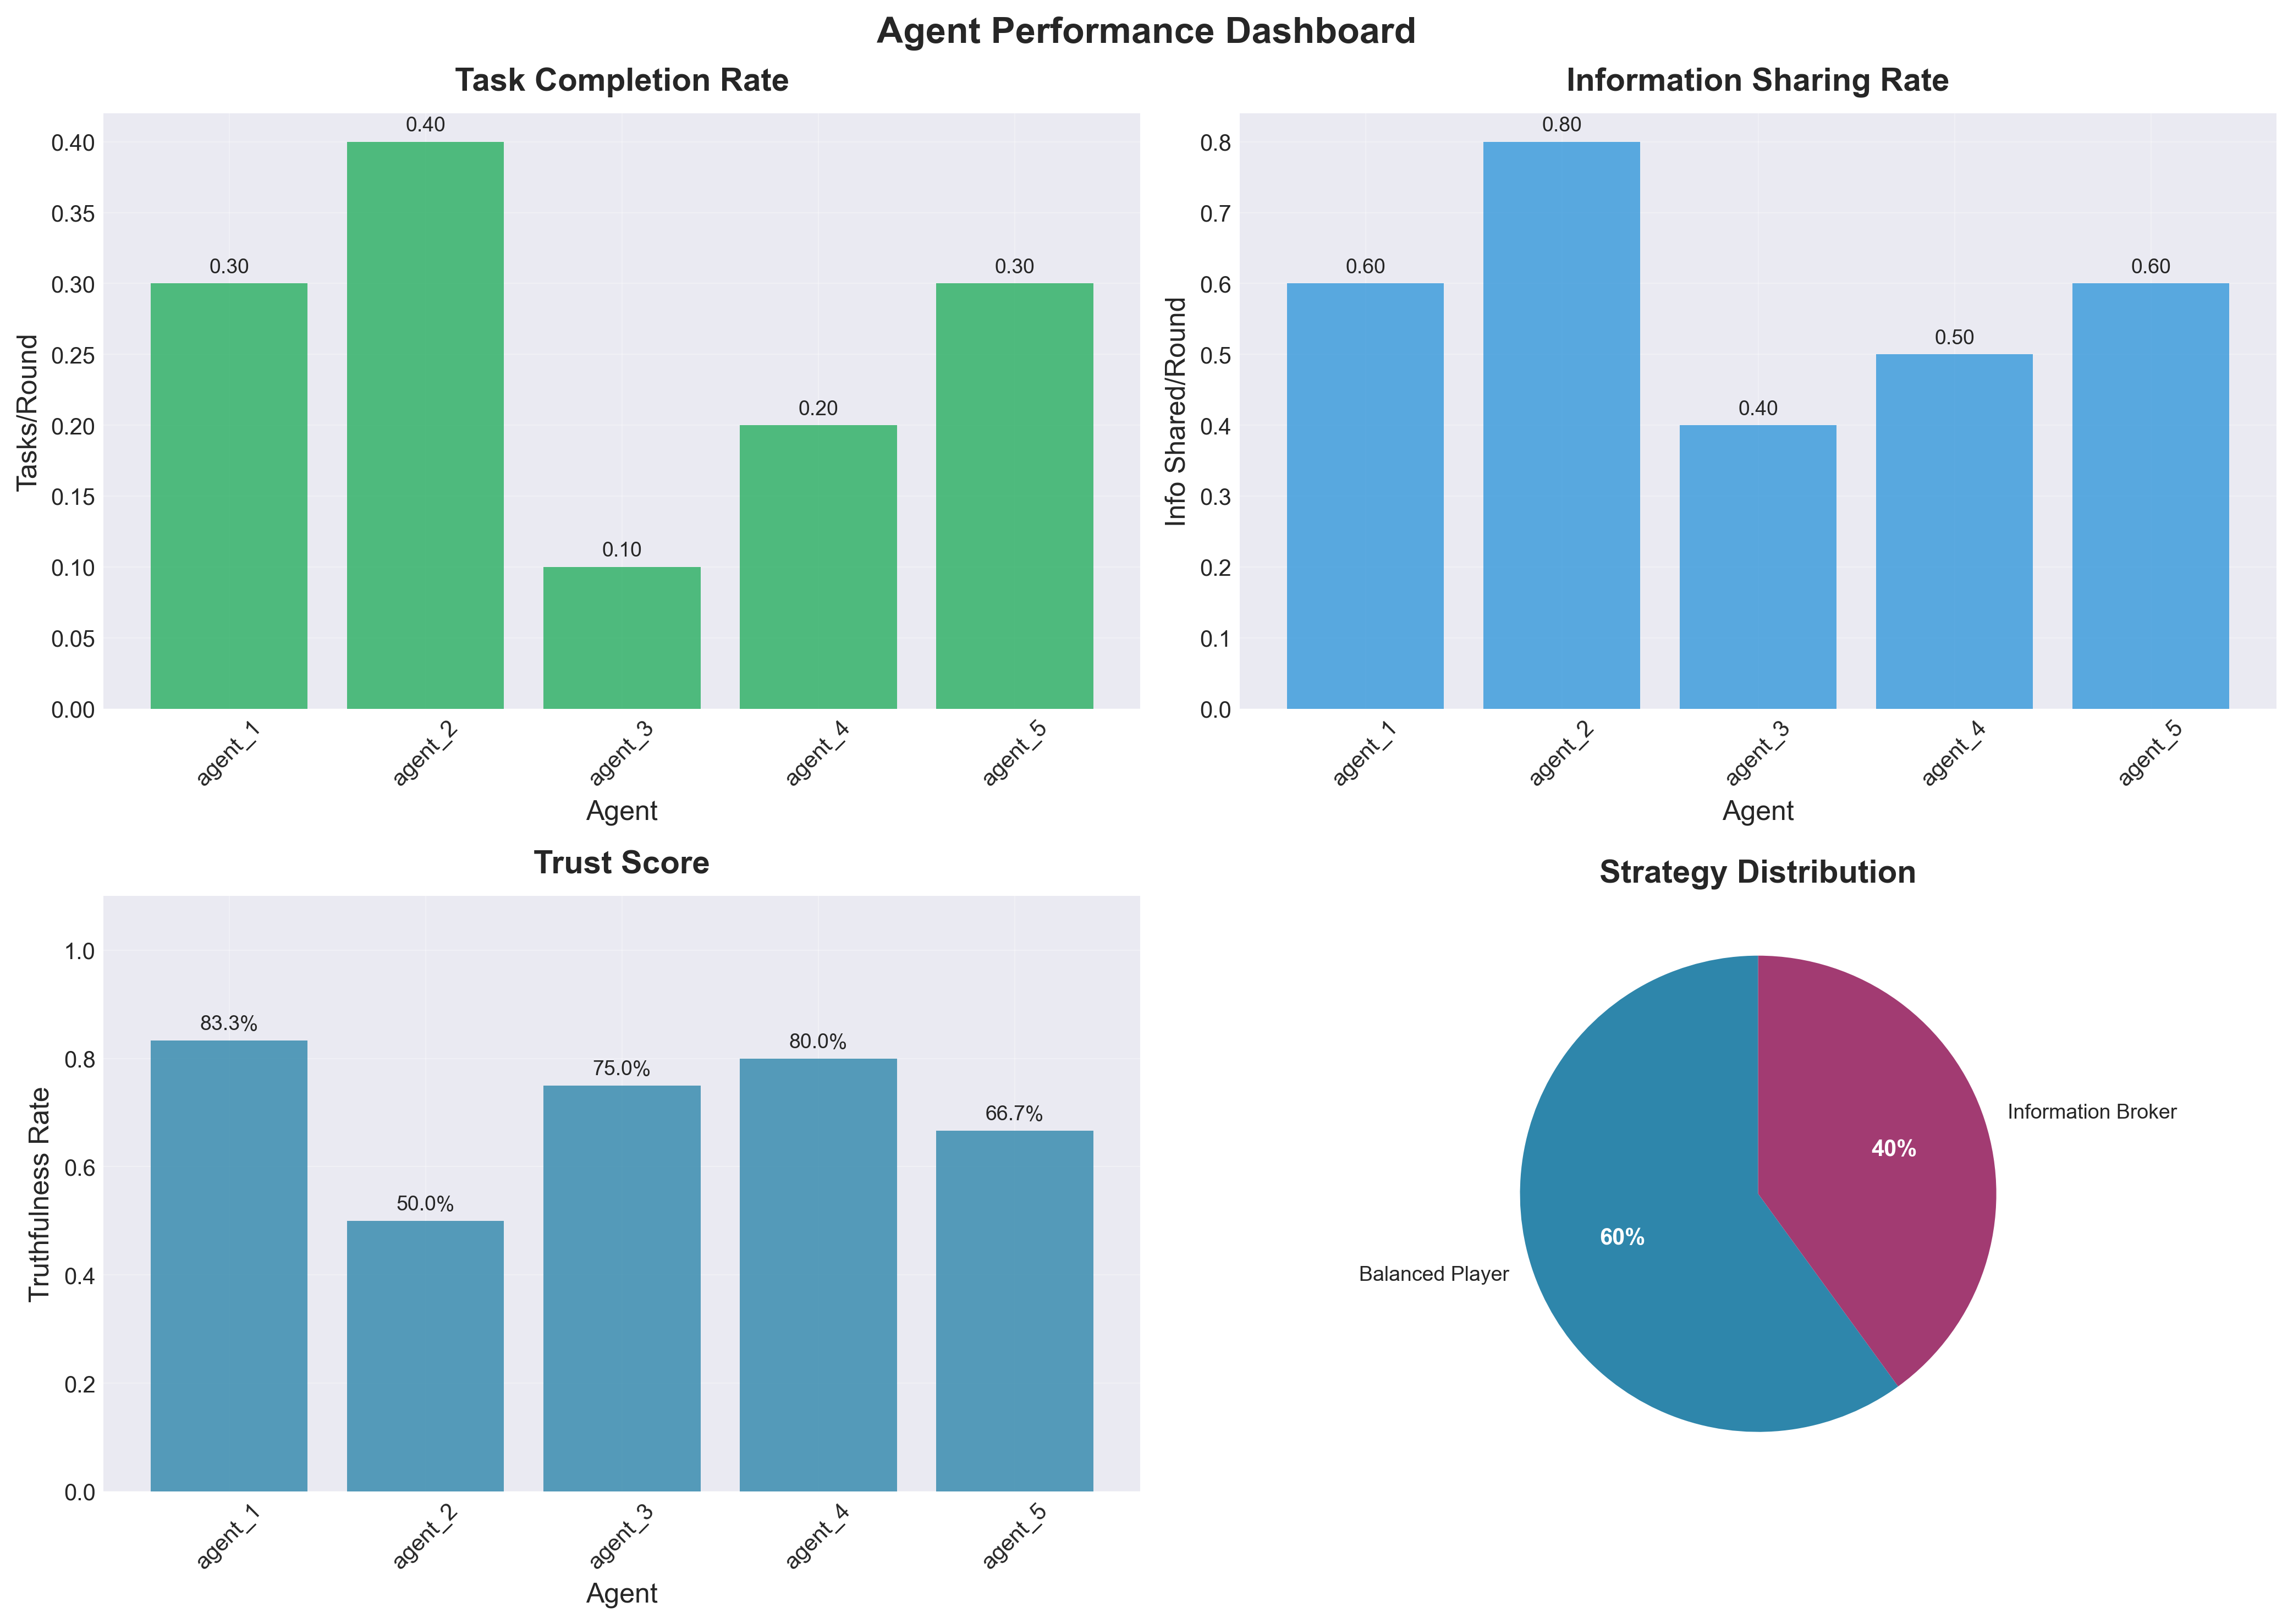 Agent Performance Dashboard
Task Completion Rate
0.40
0.35
0.30
0.25
0.20
0.15
0.10
0.05
0.00
Tasks/Round
0.30
0.40
0.10
0.20
0.30
agent_1
agent_2
agent_3
agent_4
agent_5
Agent
Information Sharing Rate
0.8
0.7
0.6
0.5
0.4
0.3
0.2
0.1
0.0
Info Shared/Round
0.60
0.80
0.40
0.50
0.60
agent_1
agent_2
agent_3
agent_4
agent_5
Agent
Trust Score
1.0
0.8
0.6
0.4
0.2
0.0
Truthfulness Rate
83.3%
50.0%
75.0%
80.0%
66.7%
agent_1
agent_2
agent_3
agent_4
agent_5
Agent
Strategy Distribution
Information Broker
40%
60%
Balanced Player